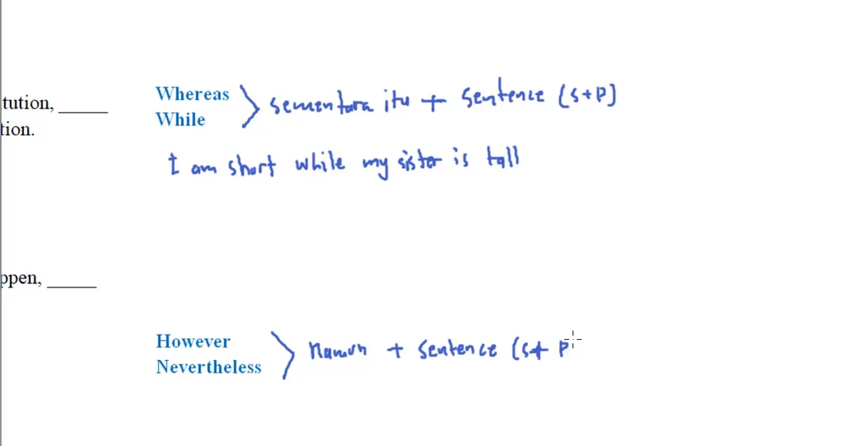 tution, ______
tion.
Whereas
While
sementara itu + sentence (S+P)
I am short while my sister is tall
ppen, ______
However
Nevertheless
namun + sentence (S+ P